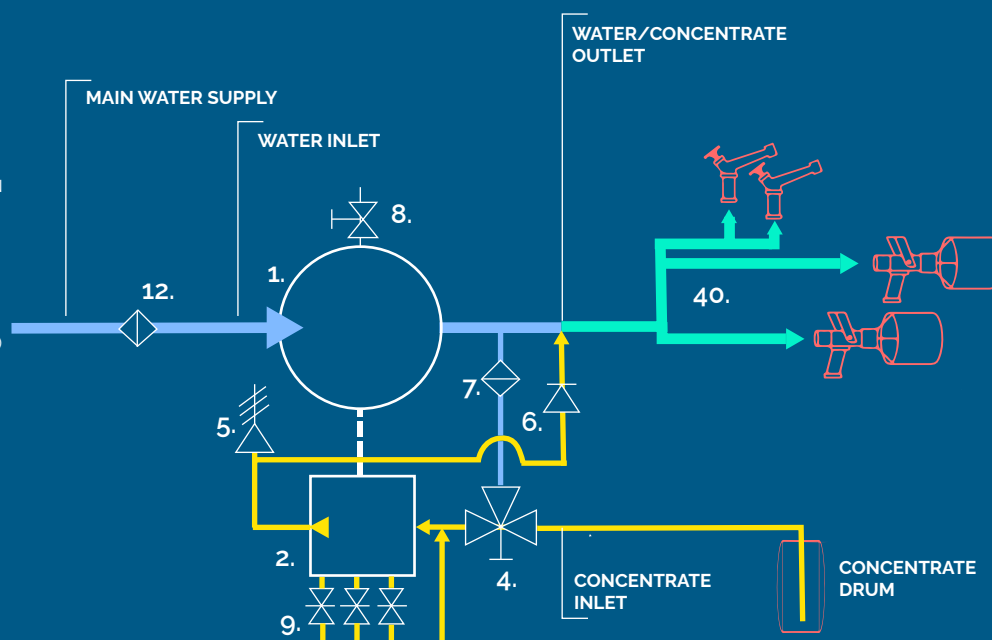 WATER/CONCENTRATE
OUTLET
MAIN WATER SUPPLY
WATER INLET
8.
1.
12.
40.
7.
5.
6.
2.
4.
CONCENTRATE
INLET
CONCENTRATE
DRUM
9.